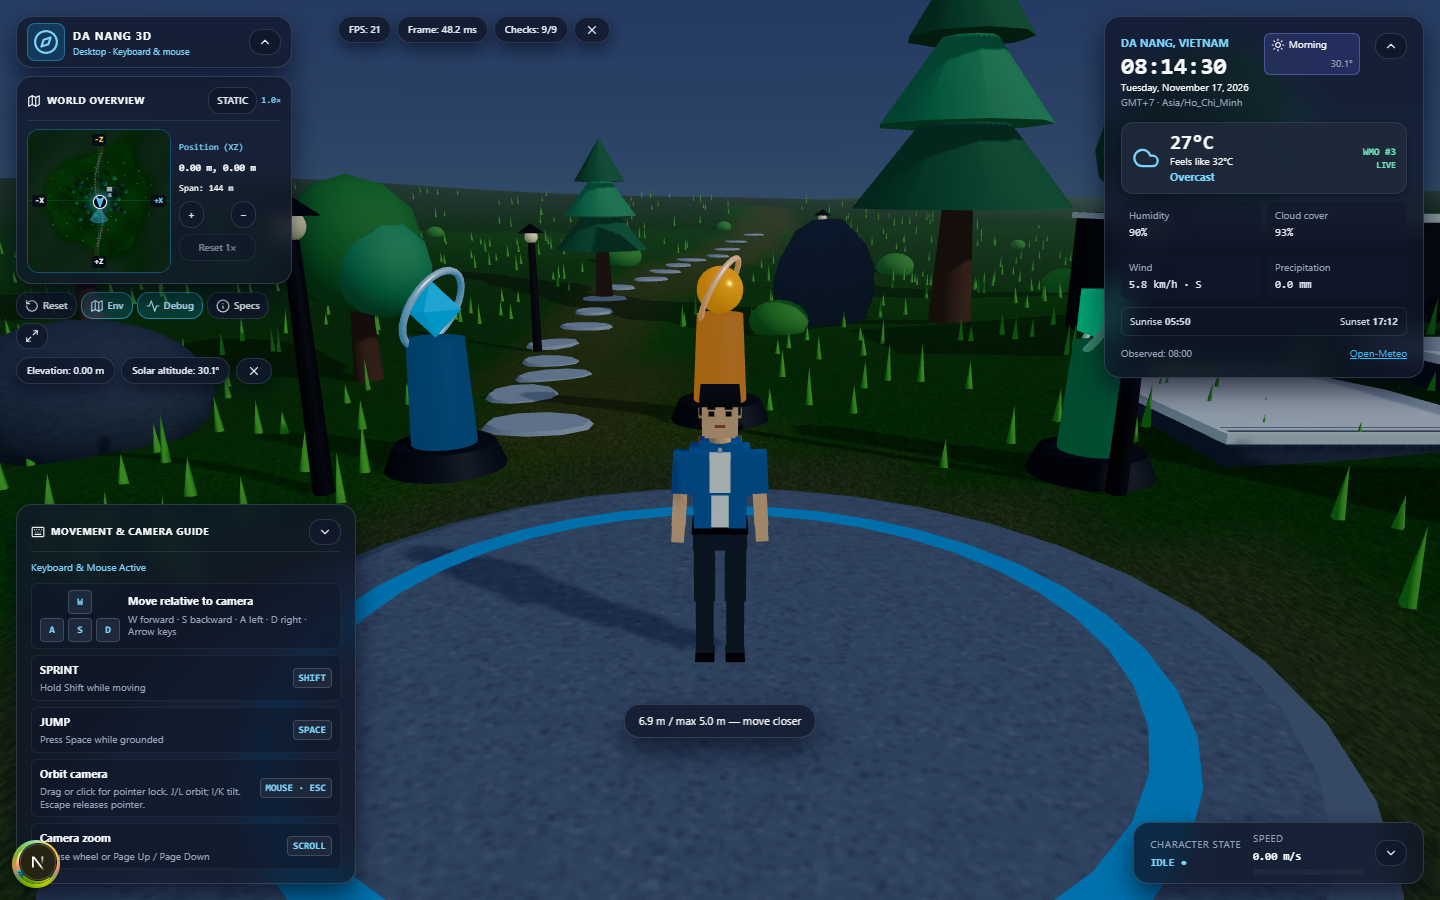 DA NANG 3D
Desktop · Keyboard & mouse
FPS: 21
Frame: 48.2 ms
Checks: 9/9
WORLD OVERVIEW
STATIC
1.0×
-Z
-X
+X
+Z
Position (XZ)
0.00 m, 0.00 m
Span: 144 m
+
−
Reset 1×
Reset
Env
Debug
Specs
Elevation: 0.00 m
Solar altitude: 30.1°
DA NANG, VIETNAM
08:14:30
Tuesday, November 17, 2026
GMT+7 · Asia/Ho_Chi_Minh
Morning
30.1°
27°C
Feels like 32°C
Overcast
WMO #3
LIVE
Humidity
90%
Cloud cover
93%
Wind
5.8 km/h · S
Precipitation
0.0 mm
Sunrise 05:50
Sunset 17:12
Observed: 08:00
Open-Meteo
MOVEMENT & CAMERA GUIDE
Keyboard & Mouse Active
W
A
S
D
Move relative to camera
W forward · S backward · A left · D right ·
Arrow keys
SPRINT
Hold Shift while moving
SHIFT
JUMP
Press Space while grounded
SPACE
Orbit camera
Drag or click for pointer lock. J/L orbit; I/K tilt.
Escape releases pointer.
MOUSE · ESC
Camera zoom
wheel or Page Up / Page Down
SCROLL
N
6.9 m / max 5.0 m — move closer
CHARACTER STATE
IDLE
SPEED
0.00 m/s